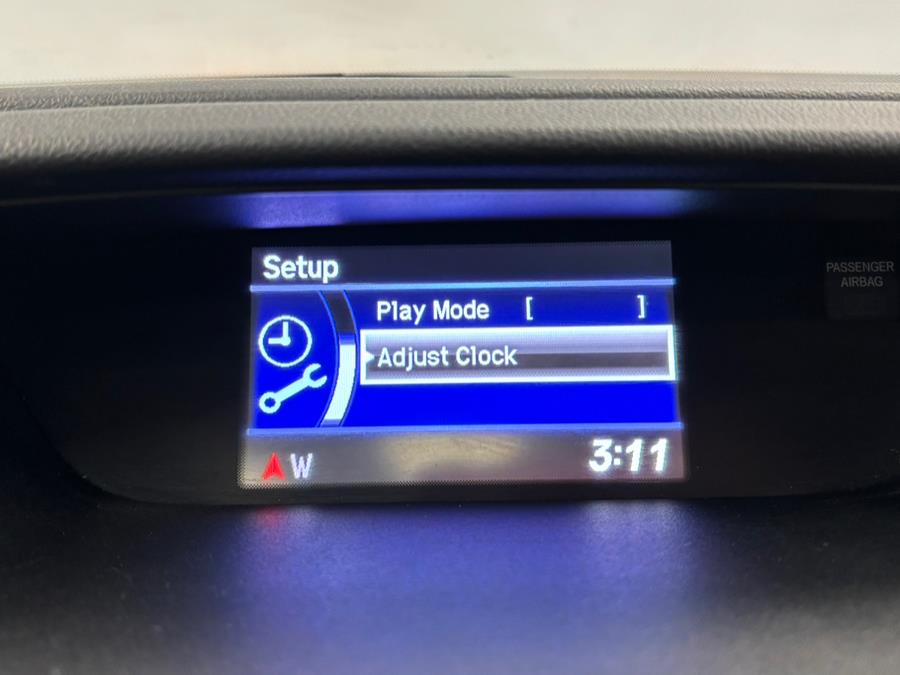 Setup
Play Mode [ ]
Adjust Clock
W 3:11
PASSENGER
AIRBAG